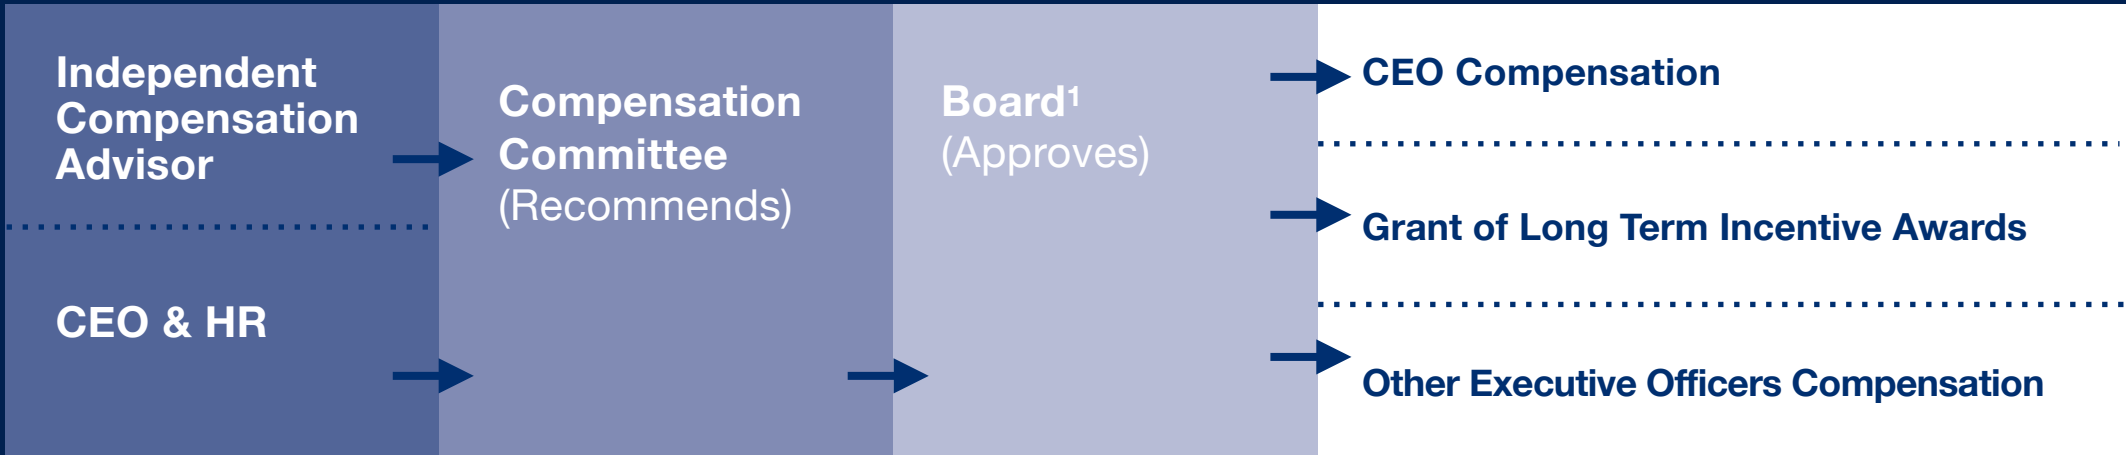 Independent
Compensation
Advisor
CEO & HR
Compensation
Committee
(Recommends)
Board¹
(Approves)
CEO Compensation
Grant of Long Term Incentive Awards
Other Executive Officers Compensation